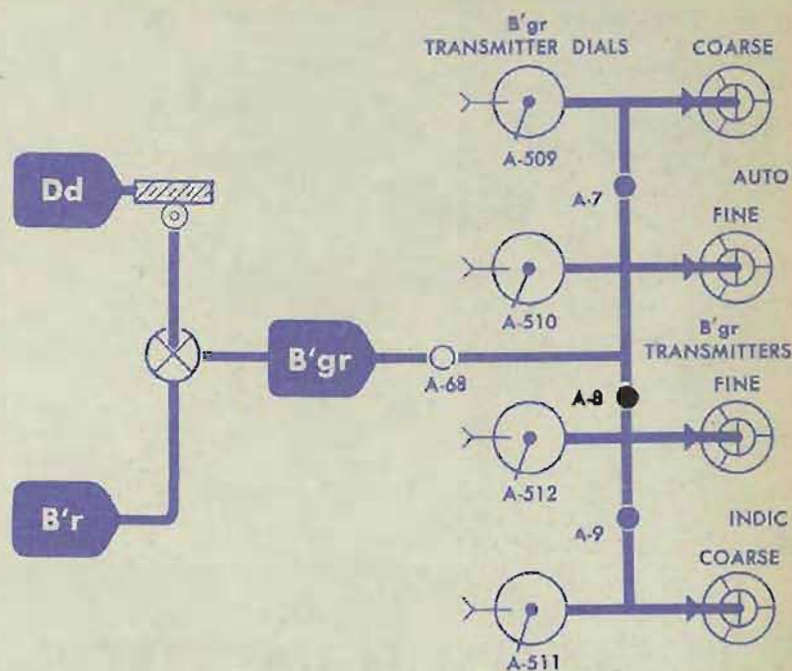 B'gr
TRANSMITTER DIALS
COARSE
A-509
Dd
A-7
AUTO
FINE
A-510
B'gr
TRANSMITTERS
B'gr
A-68
A-8
FINE
A-512
B'r
A-9
INDIC
COARSE
A-511